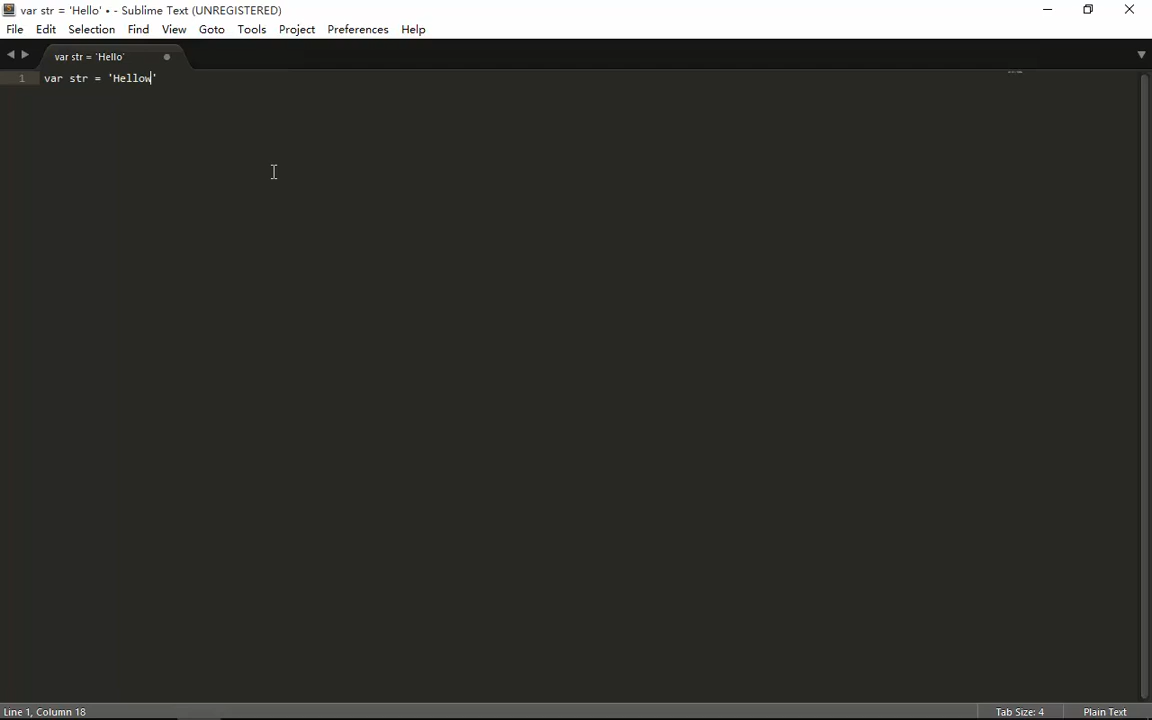 var str = 'Hello' • - Sublime Text (UNREGISTERED)
File Edit Selection Find View Goto Tools Project Preferences Help
var str = 'Hello'
1 var str = 'Hellow'
Line 1, Column 18 Tab Size: 4 Plain Text